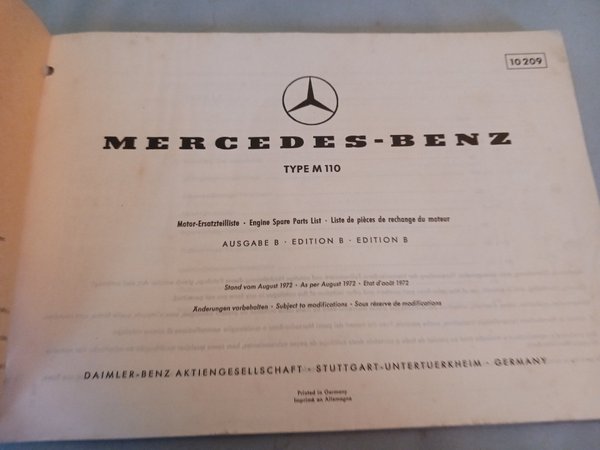 10 209
MERCEDES-BENZ
TYPE M 110
Motor-Ersatzteilliste · Engine Spare Parts List · Liste de pièces de rechange du moteur
AUSGABE B · EDITION B · EDITION B
Stand vom August 1972 · As per August 1972 · Etat d'août 1972
Änderungen vorbehalten · Subject to modifications · Sous réserve de modifications
DAIMLER-BENZ AKTIENGESELLSCHAFT · STUTTGART-UNTERTUERKHEIM · GERMANY
Printed in Germany
Imprimé en Allemagne